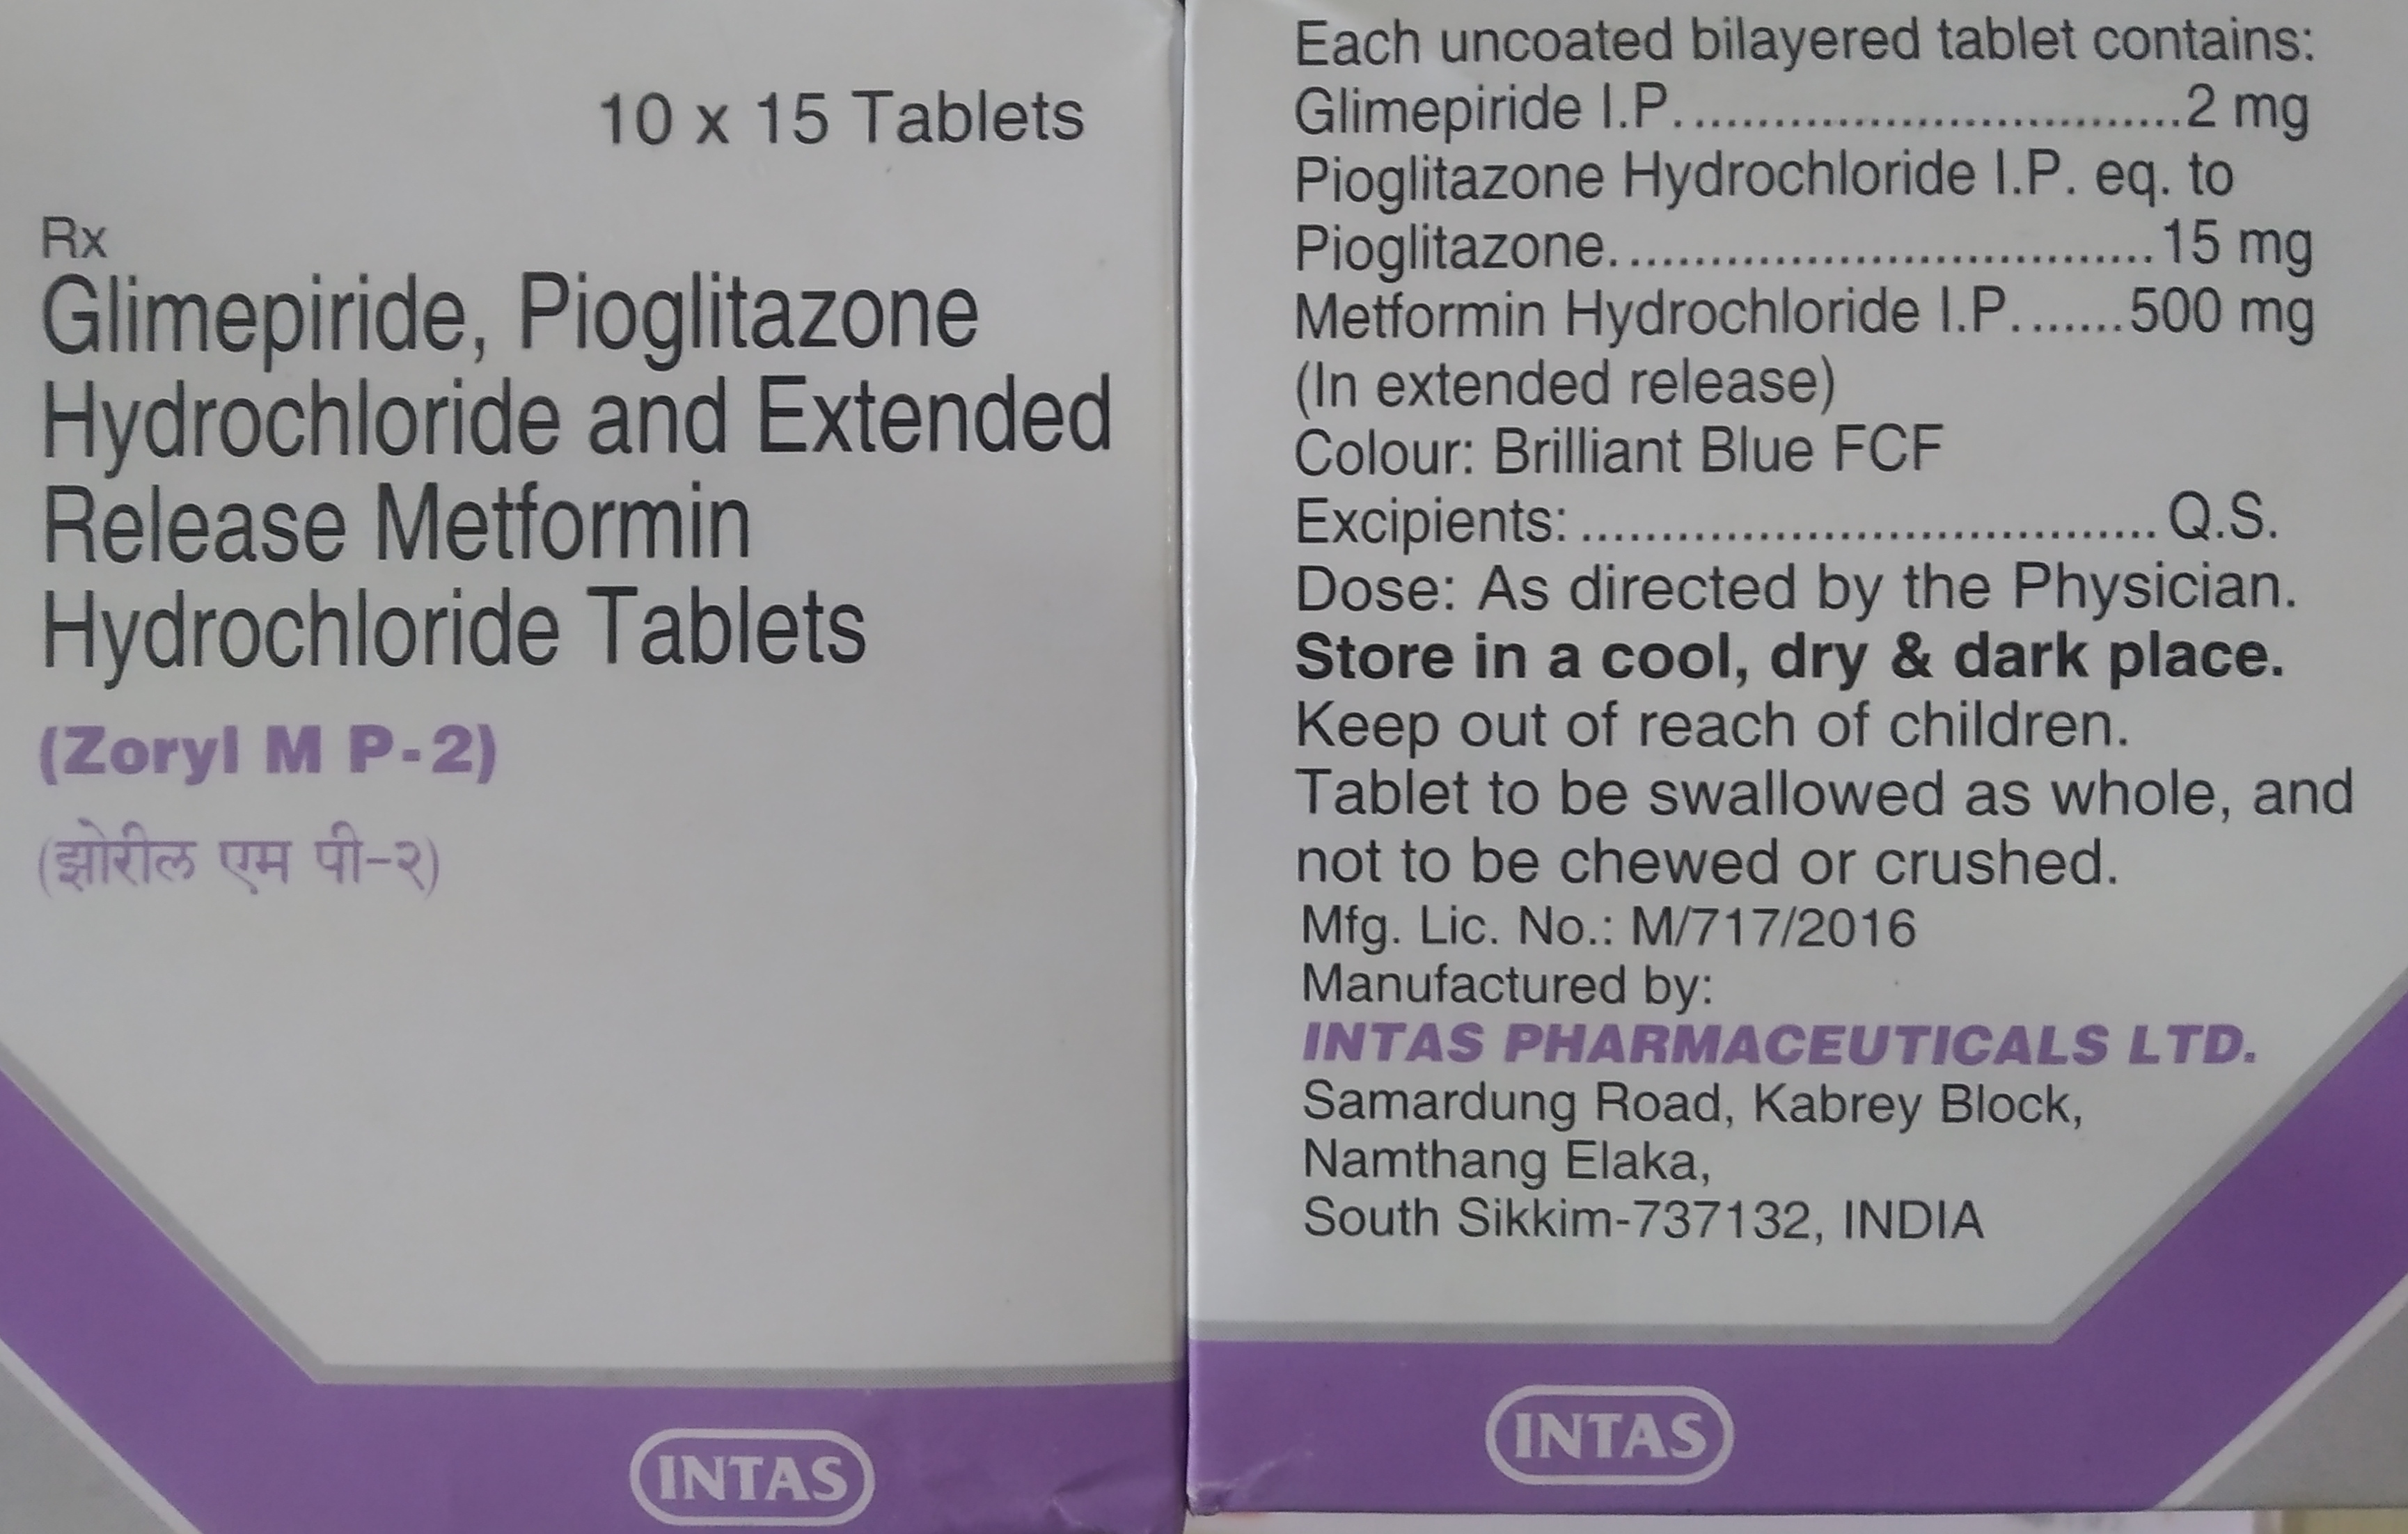 10 x 15 Tablets
Rx
Glimepiride, Pioglitazone
Hydrochloride and Extended
Release Metformin
Hydrochloride Tablets
(Zoryl M P-2)
(झोरील एम पी-२)
INTAS
Each uncoated bilayered tablet contains:
Glimepiride I.P.................................2 mg
Pioglitazone Hydrochloride I.P. eq. to
Pioglitazone...................................15 mg
Metformin Hydrochloride I.P.......500 mg
(In extended release)
Colour: Brilliant Blue FCF
Excipients: .................................... Q.S.
Dose: As directed by the Physician.
Store in a cool, dry & dark place.
Keep out of reach of children.
Tablet to be swallowed as whole, and
not to be chewed or crushed.
Mfg. Lic. No.: M/717/2016
Manufactured by:
INTAS PHARMACEUTICALS LTD.
Samardung Road, Kabrey Block,
Namthang Elaka,
South Sikkim-737132, INDIA
INTAS